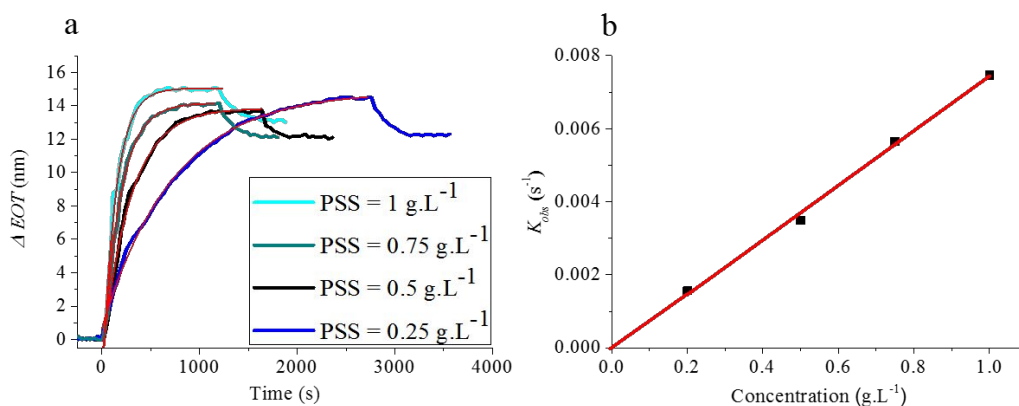 a
Δ EOT (nm)
16
14
12
10
8
6
4
2
0
0
1000
2000
3000
4000
Time (s)
PSS = 1 g.L⁻¹
PSS = 0.75 g.L⁻¹
PSS = 0.5 g.L⁻¹
PSS = 0.25 g.L⁻¹
b
K_obs (s⁻¹)
0.008
0.006
0.004
0.002
0.000
0.0
0.2
0.4
0.6
0.8
1.0
Concentration (g.L⁻¹)